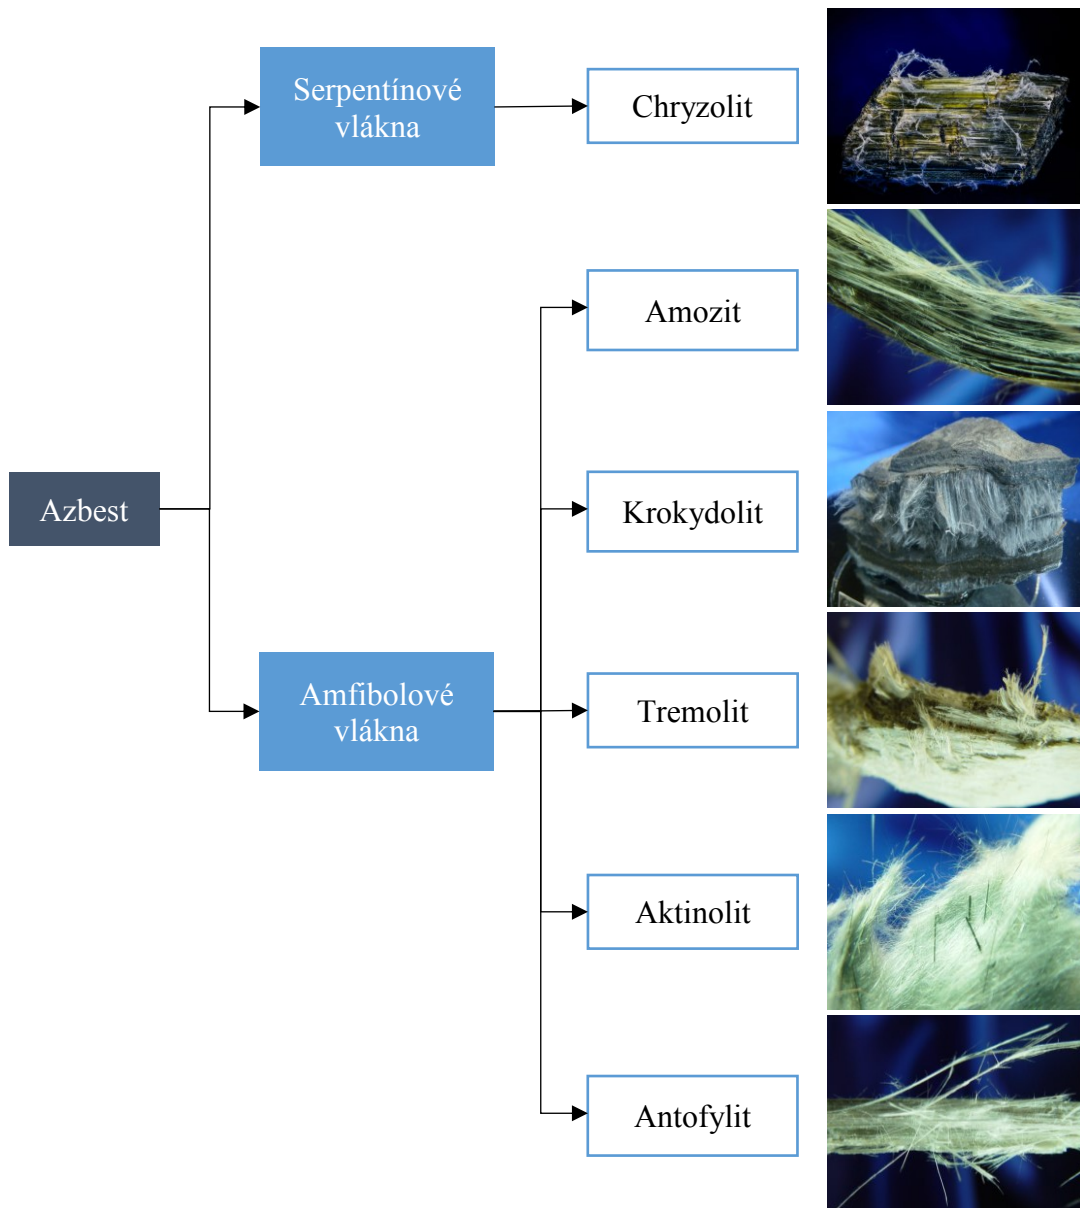 Serpentínové
vlákna
Chryzolit
Amozit
Azbest
Krokydolit
Amfibolové
vlákna
Tremolit
Aktinolit
Antofylit